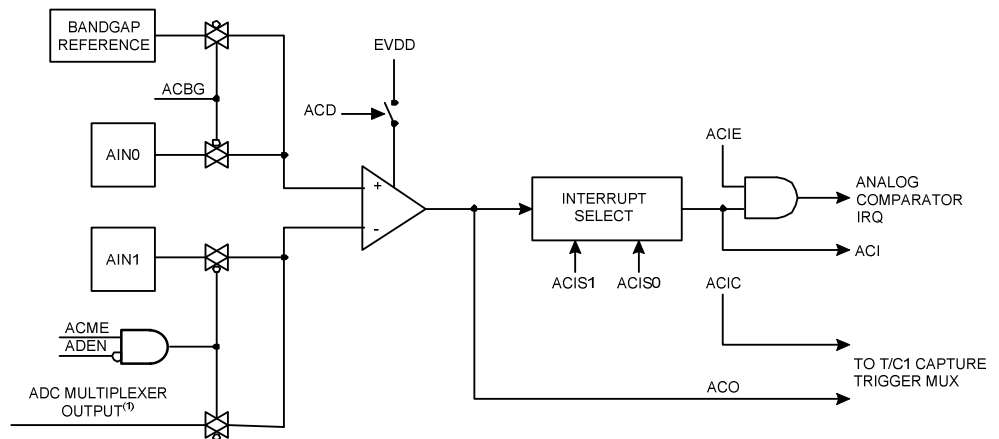 BANDGAP
REFERENCE
EVDD
ACBG
ACD
AIN0
ACIE
+
INTERRUPT
SELECT
ANALOG
COMPARATOR
IRQ
-
AIN1
ACI
ACIS1
ACIS0
ACIC
ACME
ADEN
TO T/C1 CAPTURE
TRIGGER MUX
ACO
ADC MULTIPLEXER
OUTPUT(1)